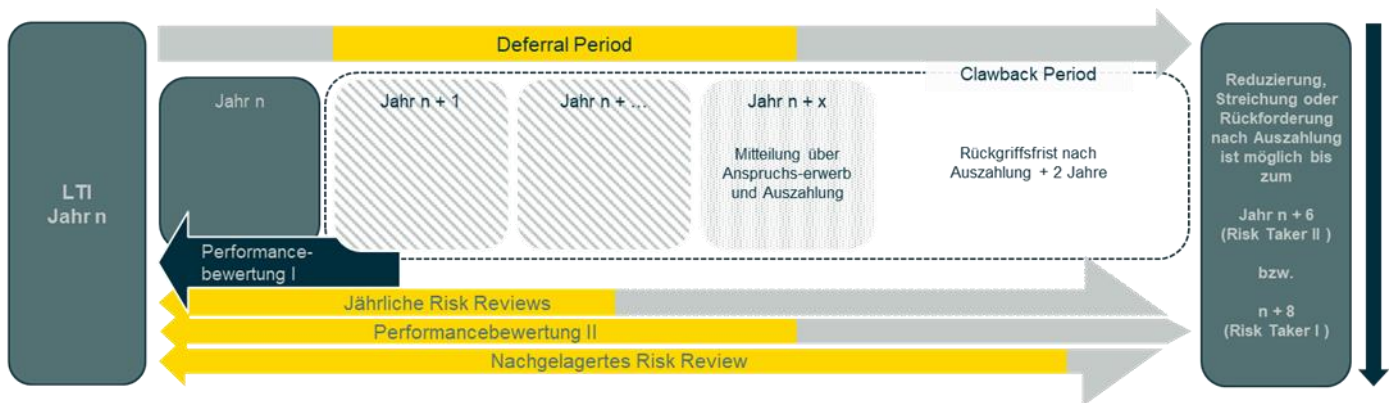 LTI
Jahr n
Deferral Period
Clawback Period
Jahr n
Jahr n + 1
Jahr n + ...
Jahr n + x
Mitteilung über
Anspruchs-erwerb
und Auszahlung
Rückgriffsfrist nach
Auszahlung + 2 Jahre
Performance-
bewertung I
Jährliche Risk Reviews
Performancebewertung II
Nachgelagertes Risk Review
Reduzierung,
Streichung oder
Rückforderung
nach Auszahlung
ist möglich bis
zum
Jahr n + 6
(Risk Taker II )
bzw.
n + 8
(Risk Taker I )